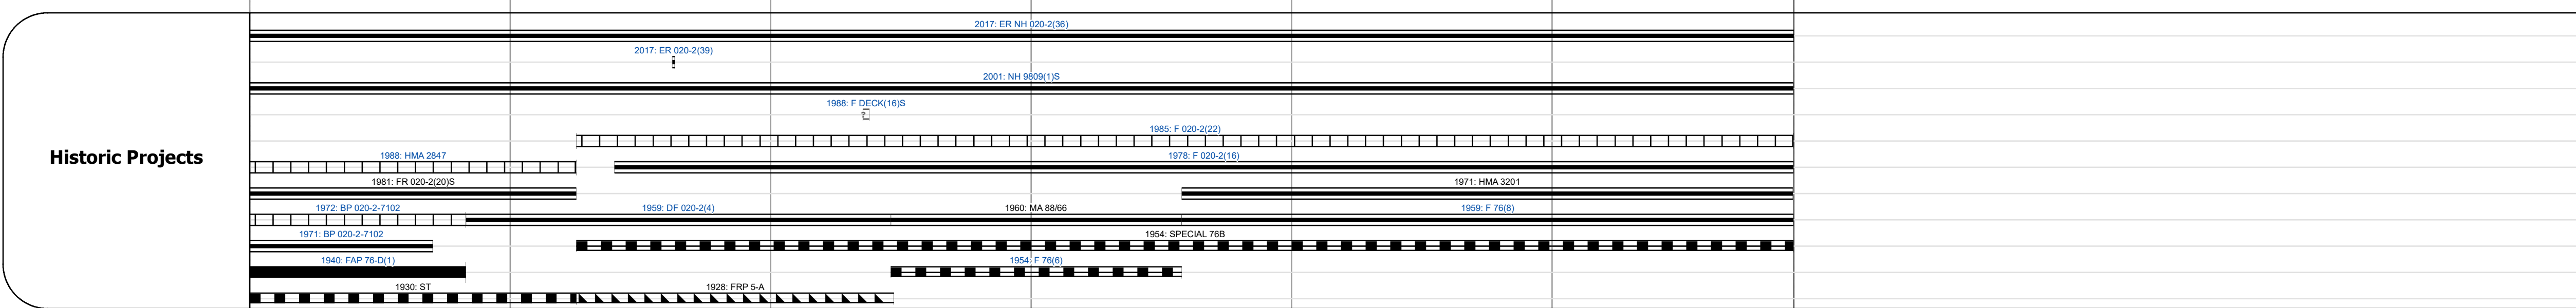 2017: ER NH 020-2(36)
2017: ER 020-2(39)
2001: NH 9809(1)S
1988: F DECK(16)S
1985: F 020-2(22)
Historic Projects
1988: HMA 2847
1978: F 020-2(16)
1981: FR 020-2(20)S
1971: HMA 3201
1972: BP 020-2-7102
1959: DF 020-2(4)
1960: MA 88/66
1959: F 76(8)
1971: BP 020-2-7102
1954: SPECIAL 76B
1940: FAP 76-D(1)
1954: F 76(6)
1930: ST
1928: FRP 5-A